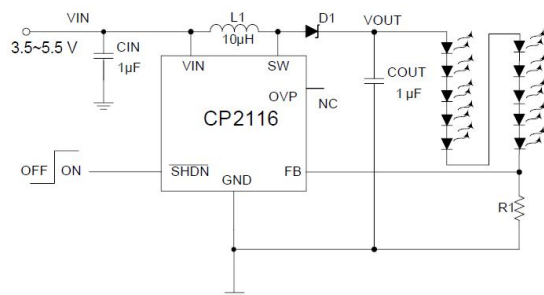 VIN L1 D1 VOUT
3.5~5.5 V CIN 10µH
1µF VIN SW COUT
OVP NC 1 µF
CP2116
OFF ON SHDN GND FB
R1